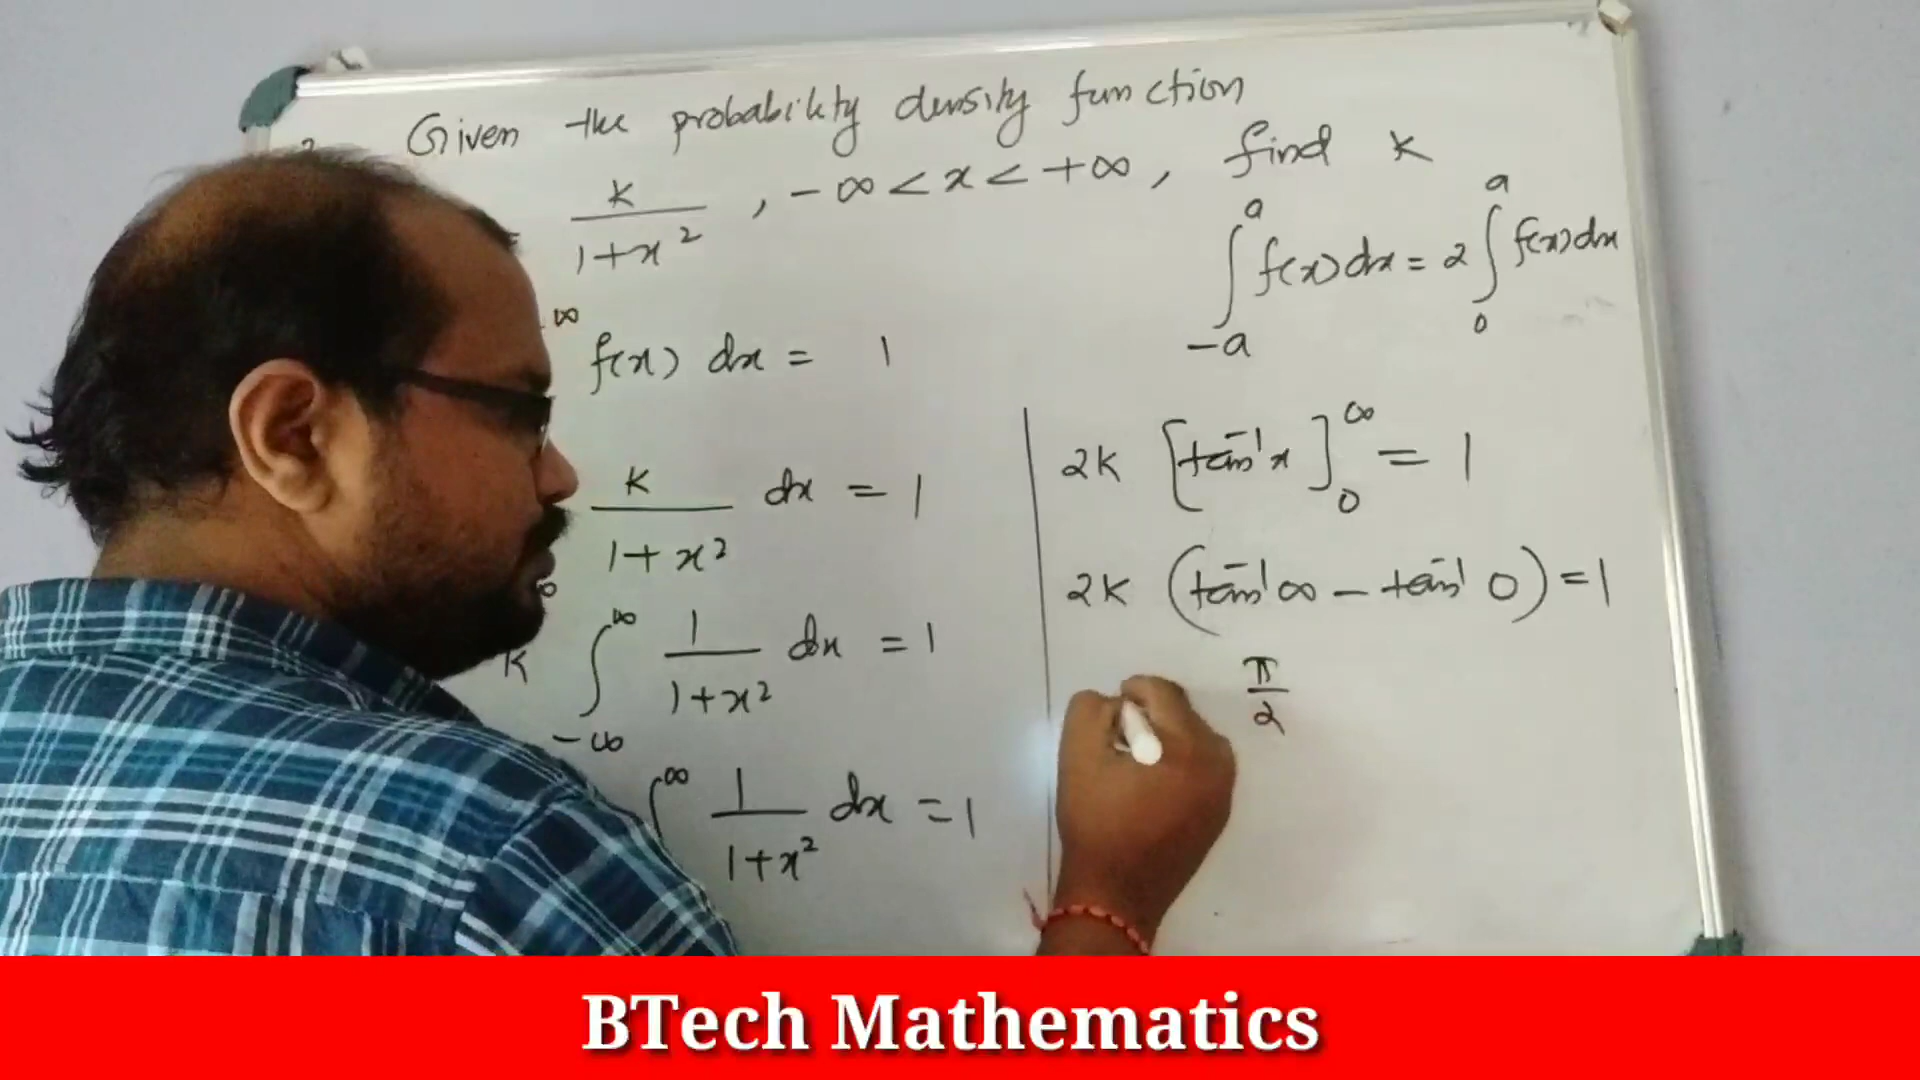 Given the probability density function
k/(1+x²) , -∞ < x < +∞ , find k
∫_{-a}^{a} f(x) dx = 2 ∫_{0}^{a} f(x) dx
∞ f(x) dx = 1
k/(1+x²) dx = 1
k ∫_{-∞}^{∞} 1/(1+x²) dx = 1
∫^{∞} 1/(1+x²) dx = 1
2k [tan⁻¹x]_{0}^{∞} = 1
2k (tan⁻¹∞ - tan⁻¹ 0) = 1
π/2
BTech Mathematics